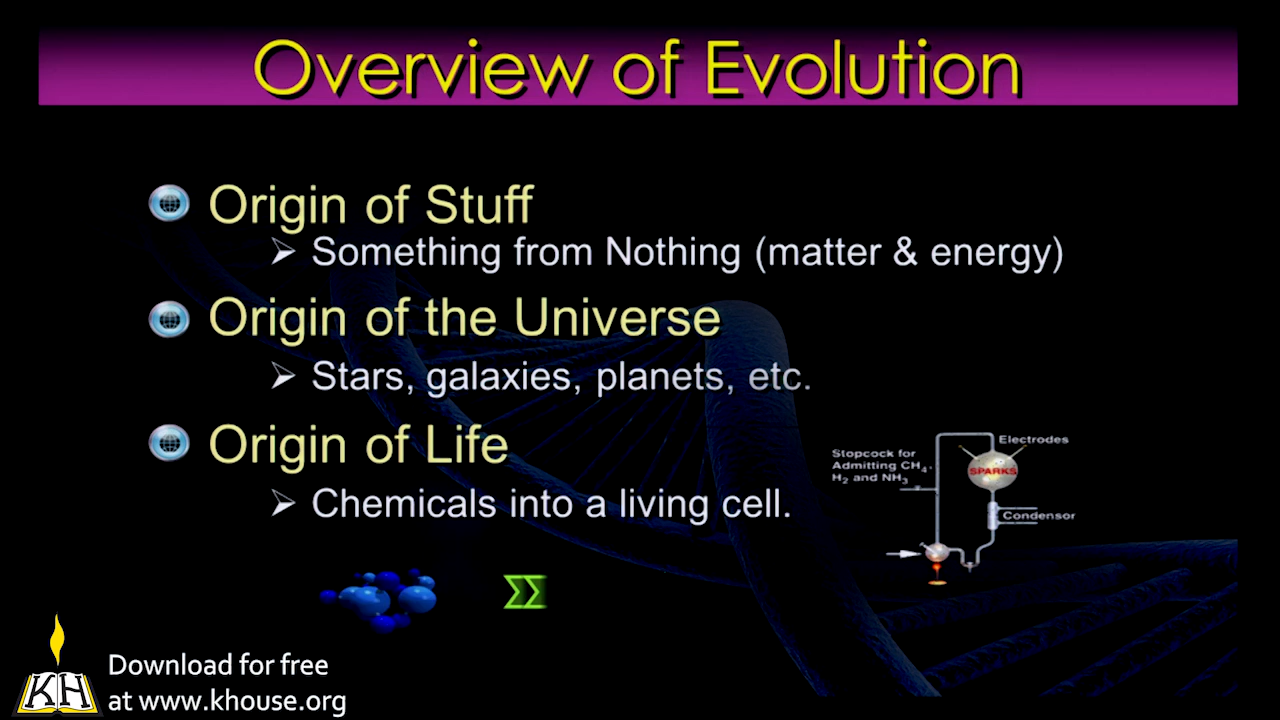 Overview of Evolution
Origin of Stuff
Something from Nothing (matter & energy)
Origin of the Universe
Stars, galaxies, planets, etc.
Origin of Life
Chemicals into a living cell.
Electrodes
Stopcock for
Admitting CH₄,
H₂ and NH₃
SPARKS
Condensor
KH
Download for free
at www.khouse.org